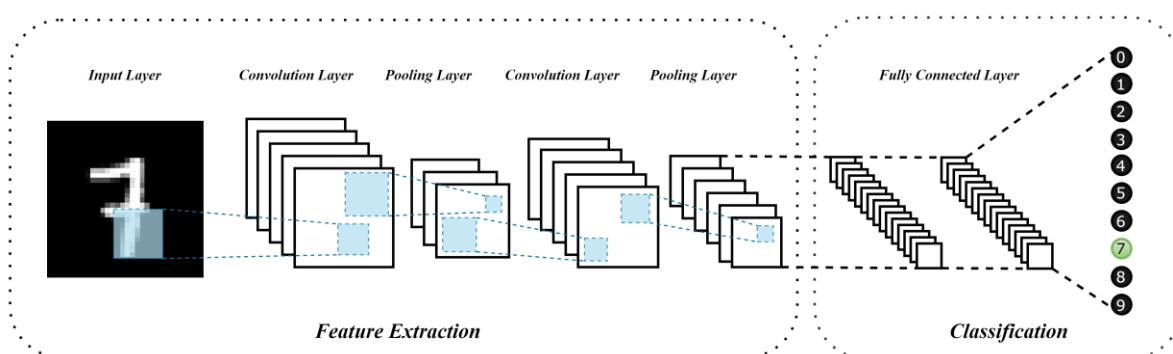 Input Layer
Convolution Layer
Pooling Layer
Convolution Layer
Pooling Layer
Fully Connected Layer
0
1
2
3
4
5
6
7
8
9
Feature Extraction
Classification